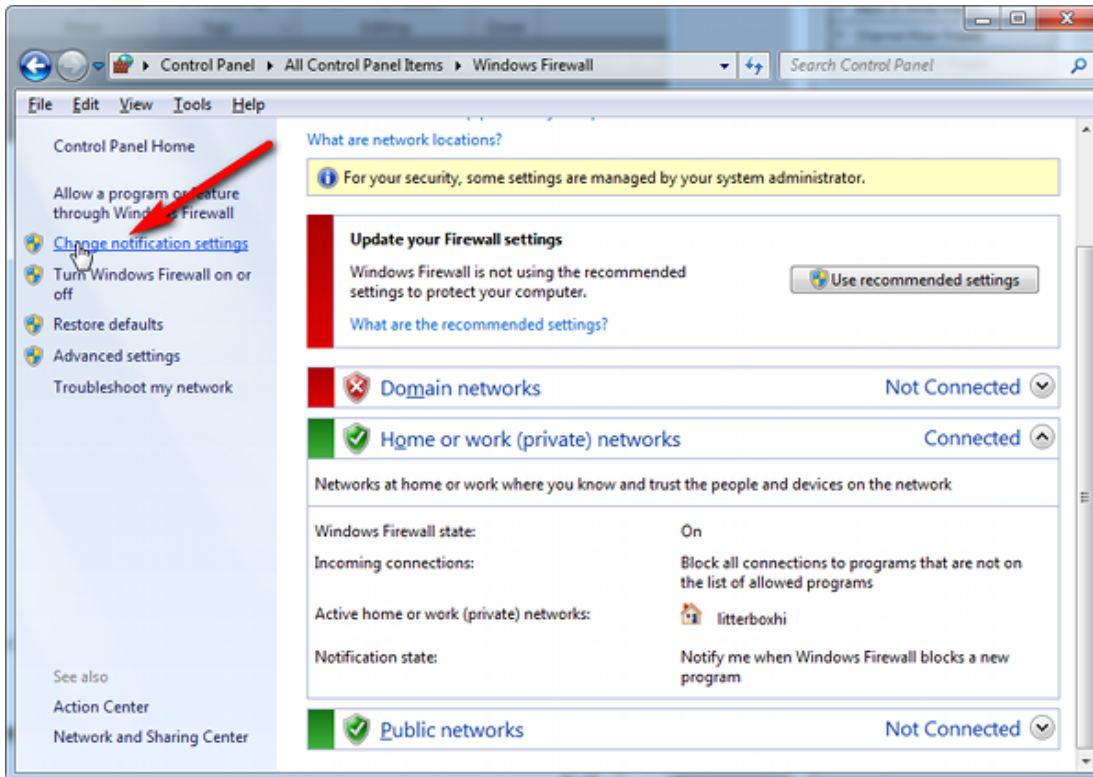 Control Panel ▸ All Control Panel Items ▸ Windows Firewall
Search Control Panel
File Edit View Tools Help
Control Panel Home
Allow a program or feature
through Windows Firewall
Change notification settings
Turn Windows Firewall on or
off
Restore defaults
Advanced settings
Troubleshoot my network
See also
Action Center
Network and Sharing Center
What are network locations?
For your security, some settings are managed by your system administrator.
Update your Firewall settings
Windows Firewall is not using the recommended
settings to protect your computer.
Use recommended settings
What are the recommended settings?
Domain networks Not Connected
Home or work (private) networks Connected
Networks at home or work where you know and trust the people and devices on the network
Windows Firewall state: On
Incoming connections: Block all connections to programs that are not on
the list of allowed programs
Active home or work (private) networks: litterboxhi
Notification state: Notify me when Windows Firewall blocks a new
program
Public networks Not Connected